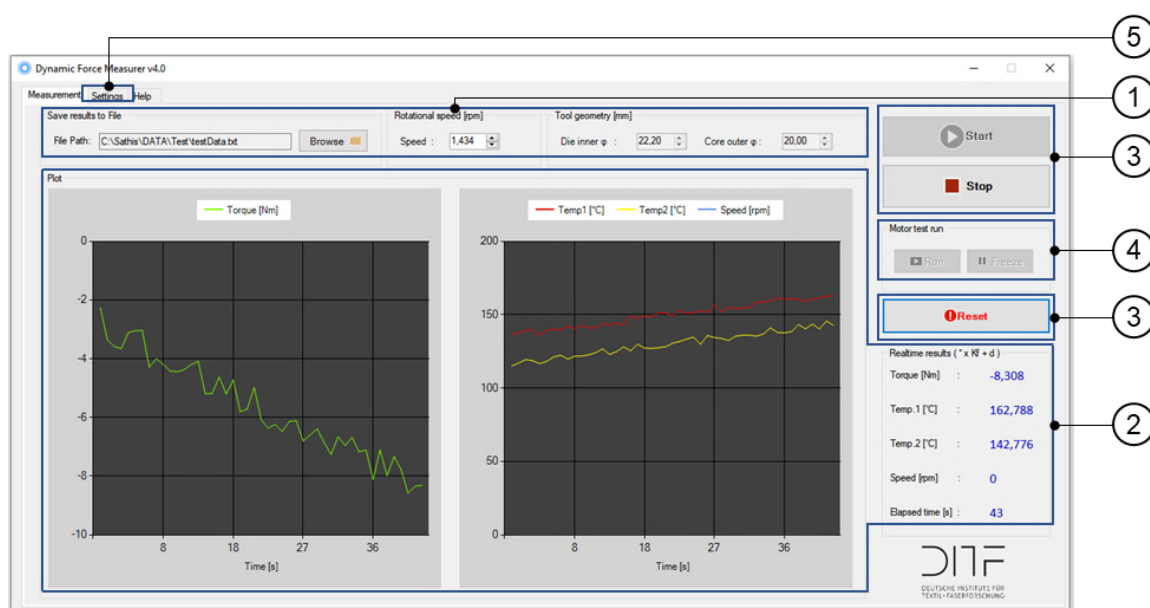 5
Dynamic Force Measurer v4.0
Measurement Settings Help
1
Save results to File Rotational speed [rpm] Tool geometry [mm]
File Path: C:\Sathis\DATA\Test\testData.txt Browse Speed : 1,434 Die inner φ : 22,20 Core outer φ : 20,00
Start
3
Stop
Plot
Torque [Nm] Temp1 [°C] Temp2 [°C] Speed [rpm]
Motor test run
4
Run Freeze
3
Reset
Realtime results ( * x Kf + d )
Torque [Nm] : -8,308
Temp.1 [°C] : 162,788
2
Temp.2 [°C] : 142,776
Speed [rpm] : 0
Elapsed time [s] : 43
0
-2
-4
-6
-8
-10
8 18 27 36
Time [s]
200
150
100
50
0
8 18 27 36
Time [s]
DITF
DEUTSCHE INSTITUTE FÜR
TEXTIL+FASERFORSCHUNG